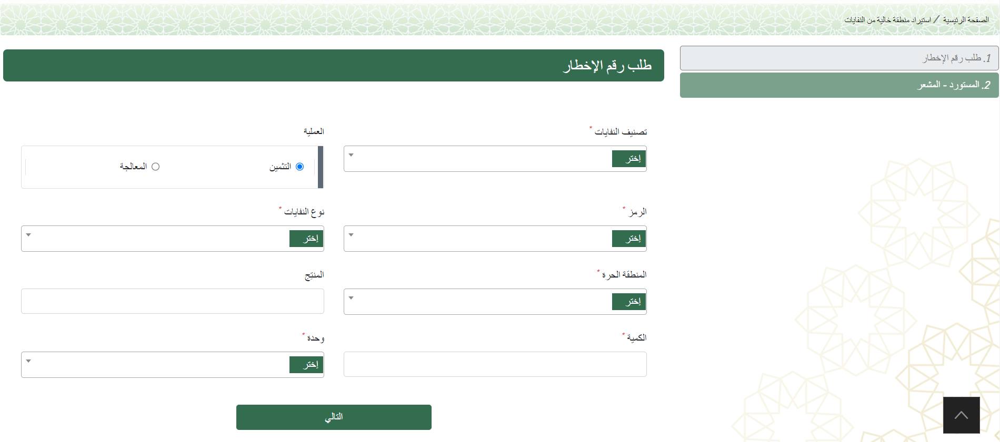 الصفحة الرئيسية / استيراد منطقة خالية من النفايات
1. طلب رقم الإخطار
2. المستورد - المشعر
طلب رقم الإخطار
تصنيف النفايات *
إختر
العملية
التثمين
المعالجة
الرمز *
إختر
نوع النفايات *
إختر
المنطقة الحرة *
إختر
المنتِج
الكمية *
وحدة *
إختر
التالي